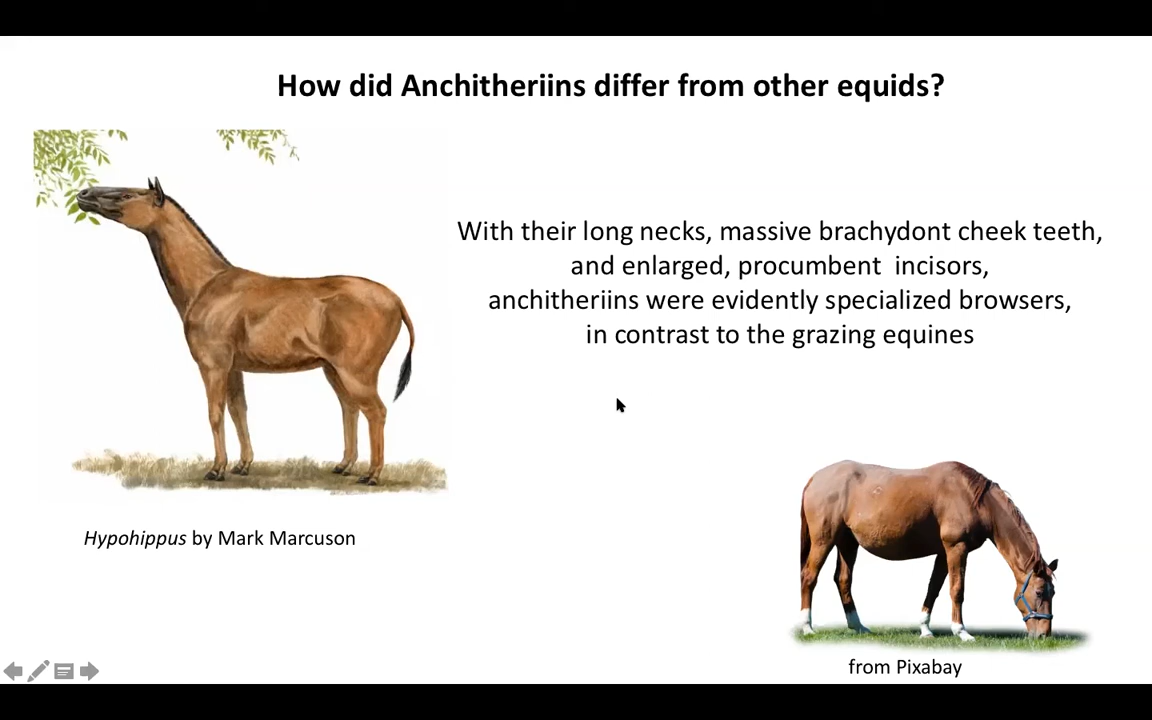 How did Anchitheriins differ from other equids?
With their long necks, massive brachydont cheek teeth,
and enlarged, procumbent incisors,
anchitheriins were evidently specialized browsers,
in contrast to the grazing equines
Hypohippus by Mark Marcuson
from Pixabay